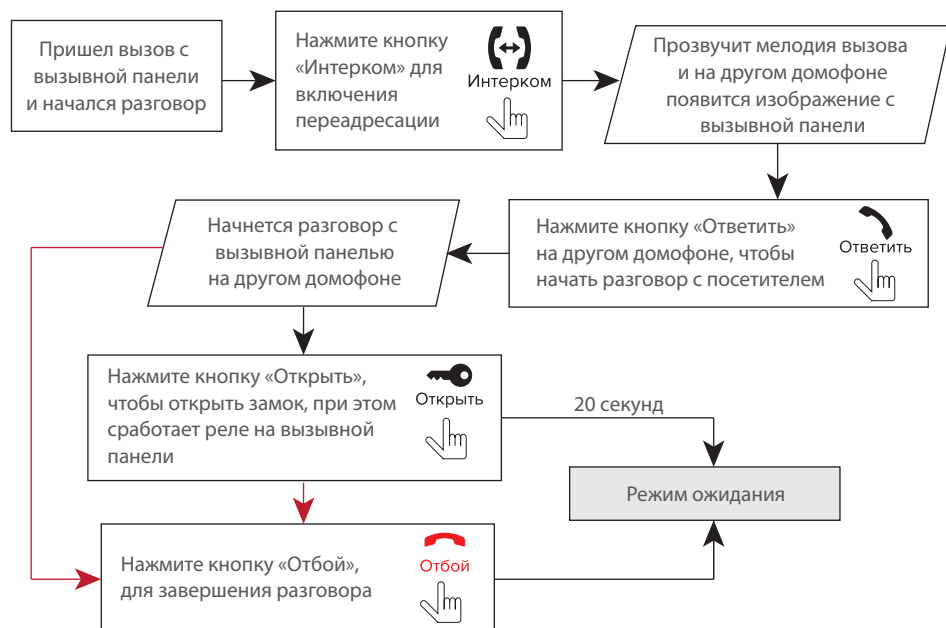 Пришел вызов с
вызывной панели
и начался разговор
Нажмите кнопку
«Интерком» для
включения
переадресации
Интерком
Прозвучит мелодия вызова
и на другом домофоне
появится изображение с
вызывной панели
Нажмите кнопку «Ответить»
на другом домофоне, чтобы
начать разговор с посетителем
Ответить
Начнется разговор с
вызывной панелью
на другом домофоне
Нажмите кнопку «Открыть»,
чтобы открыть замок, при этом
сработает реле на вызывной
панели
Открыть
20 секунд
Режим ожидания
Нажмите кнопку «Отбой»,
для завершения разговора
Отбой